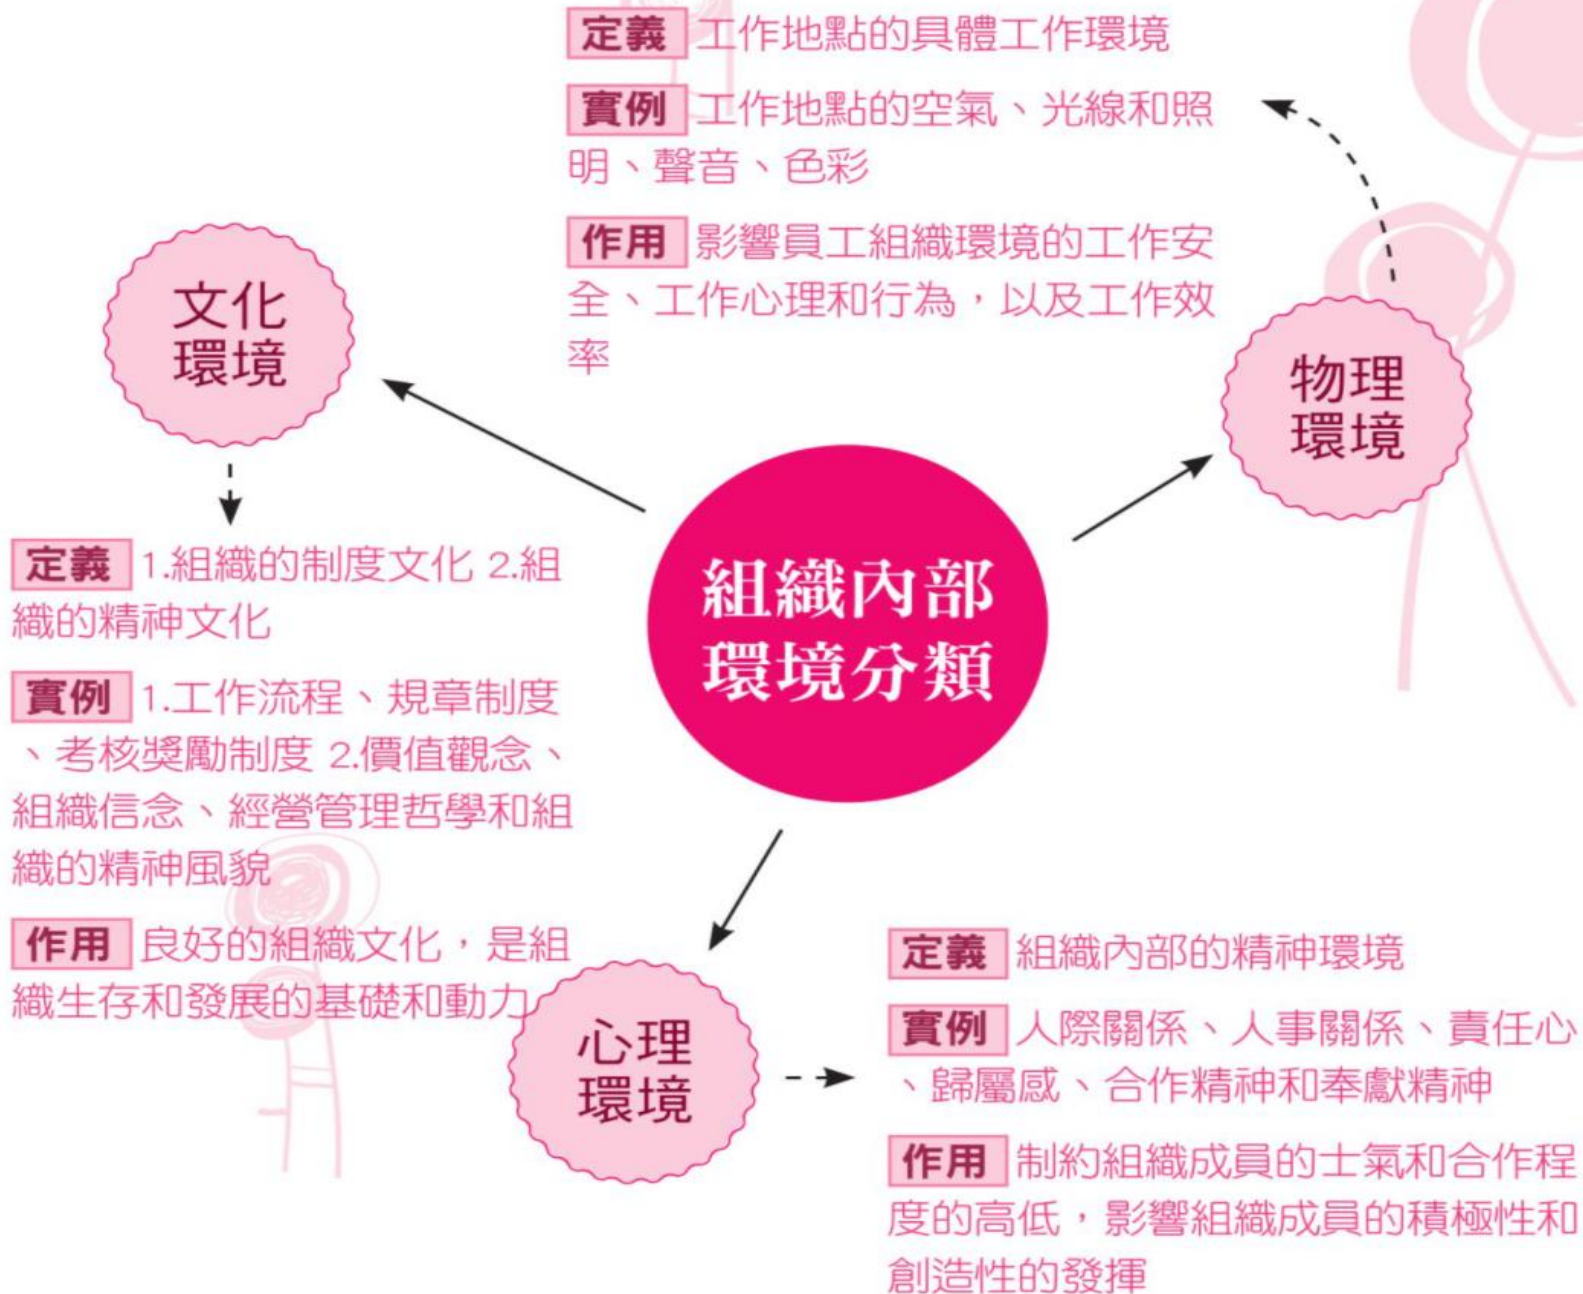 定義 工作地點的具體工作環境
實例 工作地點的空氣、光線和照
明、聲音、色彩
作用 影響員工組織環境的工作安
全、工作心理和行為，以及工作效
率
文化
環境
物理
環境
組織內部
環境分類
定義 1.組織的制度文化 2.組
織的精神文化
實例 1.工作流程、規章制度
、考核獎勵制度 2.價值觀念、
組織信念、經營管理哲學和組
織的精神風貌
作用 良好的組織文化，是組
織生存和發展的基礎和動力
心理
環境
定義 組織內部的精神環境
實例 人際關係、人事關係、責任心
、歸屬感、合作精神和奉獻精神
作用 制約組織成員的士氣和合作程
度的高低，影響組織成員的積極性和
創造性的發揮